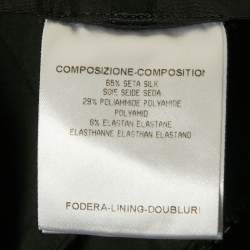 COMPOSIZIONE-COMPOSITION
65% SETA SILK
SOIE SEIDE SEDA
29% POLIAMMIDE POLYAMIDE
POLYAMID
6% ELASTAN ELASTANE
ELASTHANNE ELASTHAN ELASTANO
FODERA-LINING-DOUBLURE